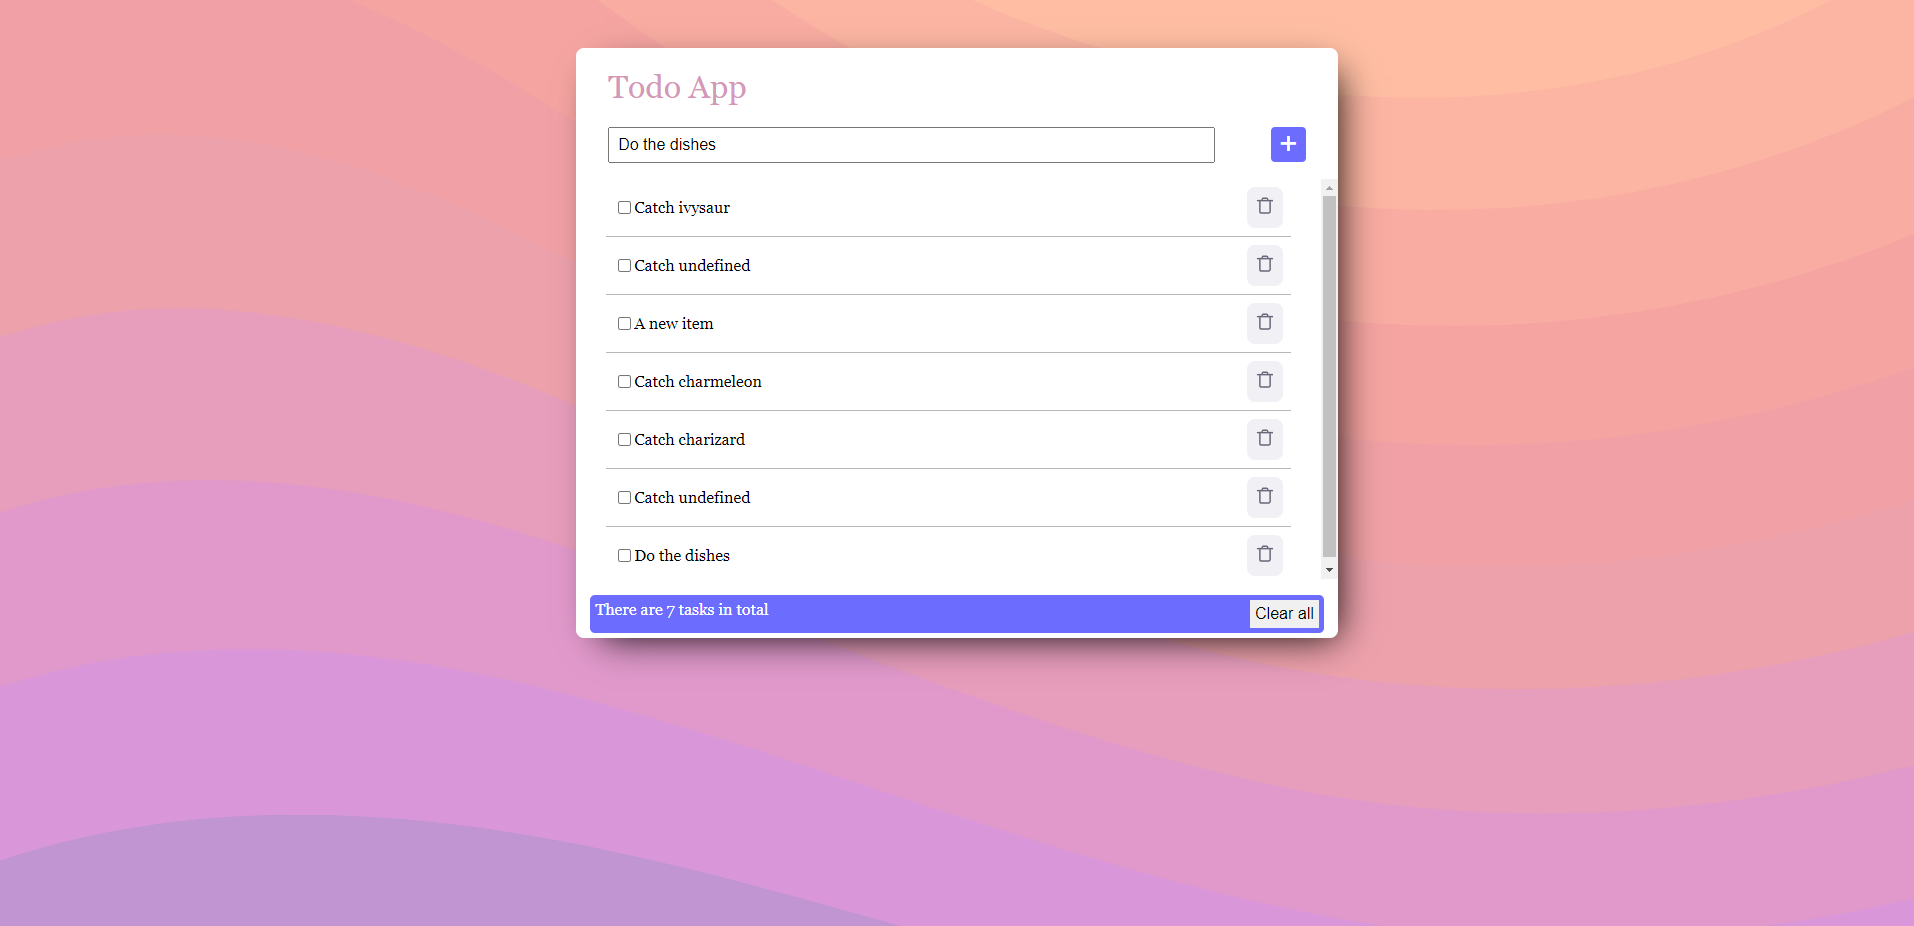 Todo App
Do the dishes
Catch ivysaur
Catch undefined
A new item
Catch charmeleon
Catch charizard
Catch undefined
Do the dishes
There are 7 tasks in total
Clear all